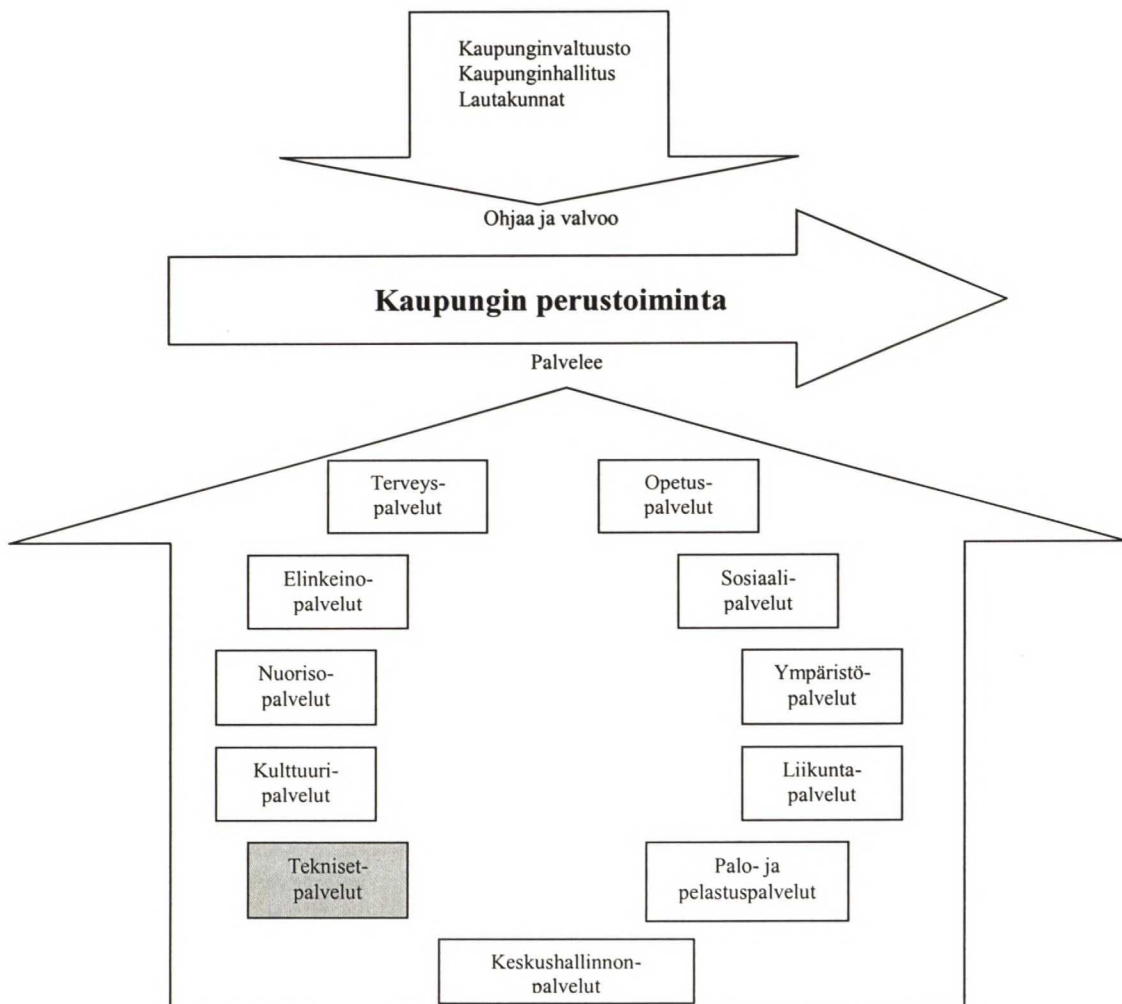 Kaupunginvaltuusto
Kaupunginhallitus
Lautakunnat
Ohjaa ja valvoo
Kaupungin perustoiminta
Palvelee
Terveys-
palvelut
Opetus-
palvelut
Elinkeino-
palvelut
Sosiaali-
palvelut
Nuoriso-
palvelut
Ympäristö-
palvelut
Kulttuuri-
palvelut
Liikunta-
palvelut
Tekniset-
palvelut
Palo- ja
pelastuspalvelut
Keskushallinnon-
palvelut